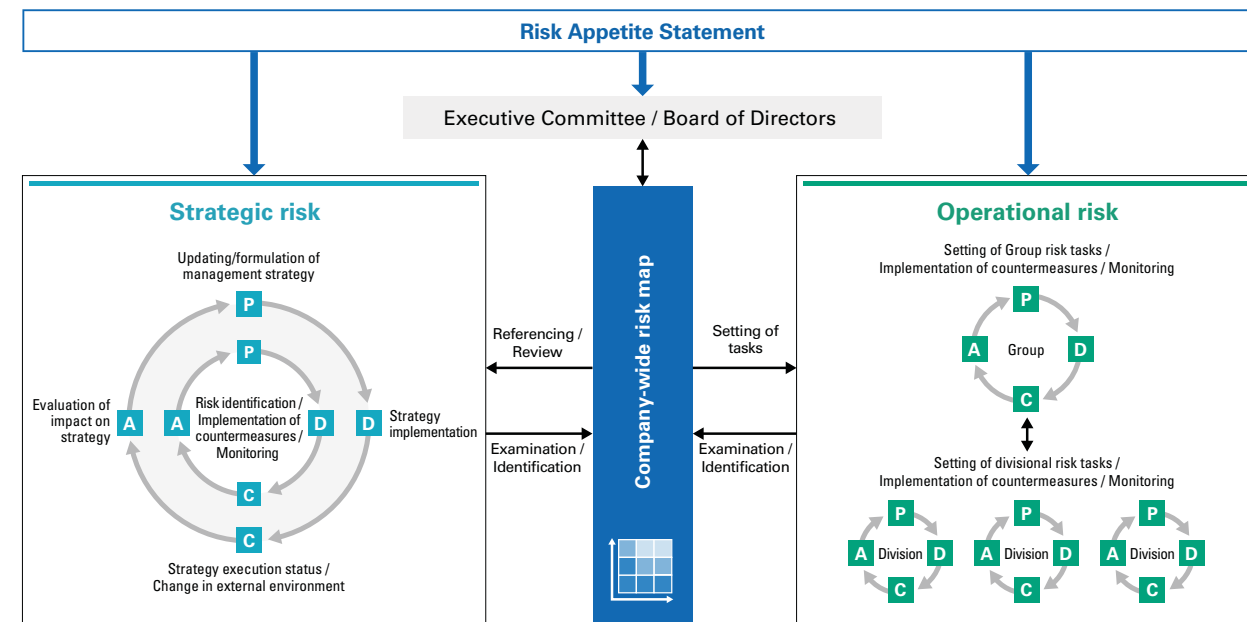 Risk Appetite Statement
Executive Committee / Board of Directors
Strategic risk
Updating/formulation of
management strategy
P
P
Evaluation of
impact on
strategy
A
A
Risk identification /
Implementation of
countermeasures /
Monitoring
D
D
Strategy
implementation
C
C
Strategy execution status /
Change in external environment
Referencing /
Review
Examination /
Identification
Company-wide risk map
Setting of
tasks
Examination /
Identification
Operational risk
Setting of Group risk tasks /
Implementation of countermeasures / Monitoring
P
A
Group
D
C
Setting of divisional risk tasks /
Implementation of countermeasures / Monitoring
P
A
Division
D
C
P
A
Division
D
C
P
A
Division
D
C